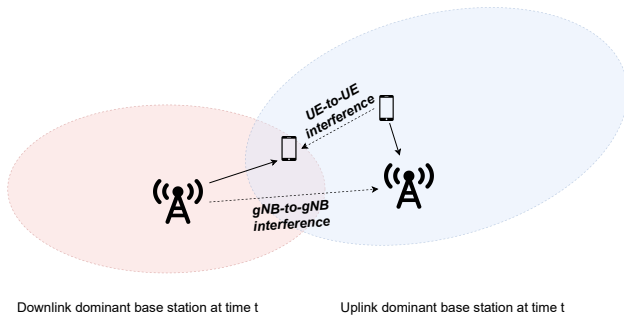 UE-to-UE
interference
gNB-to-gNB
interference
Downlink dominant base station at time t
Uplink dominant base station at time t